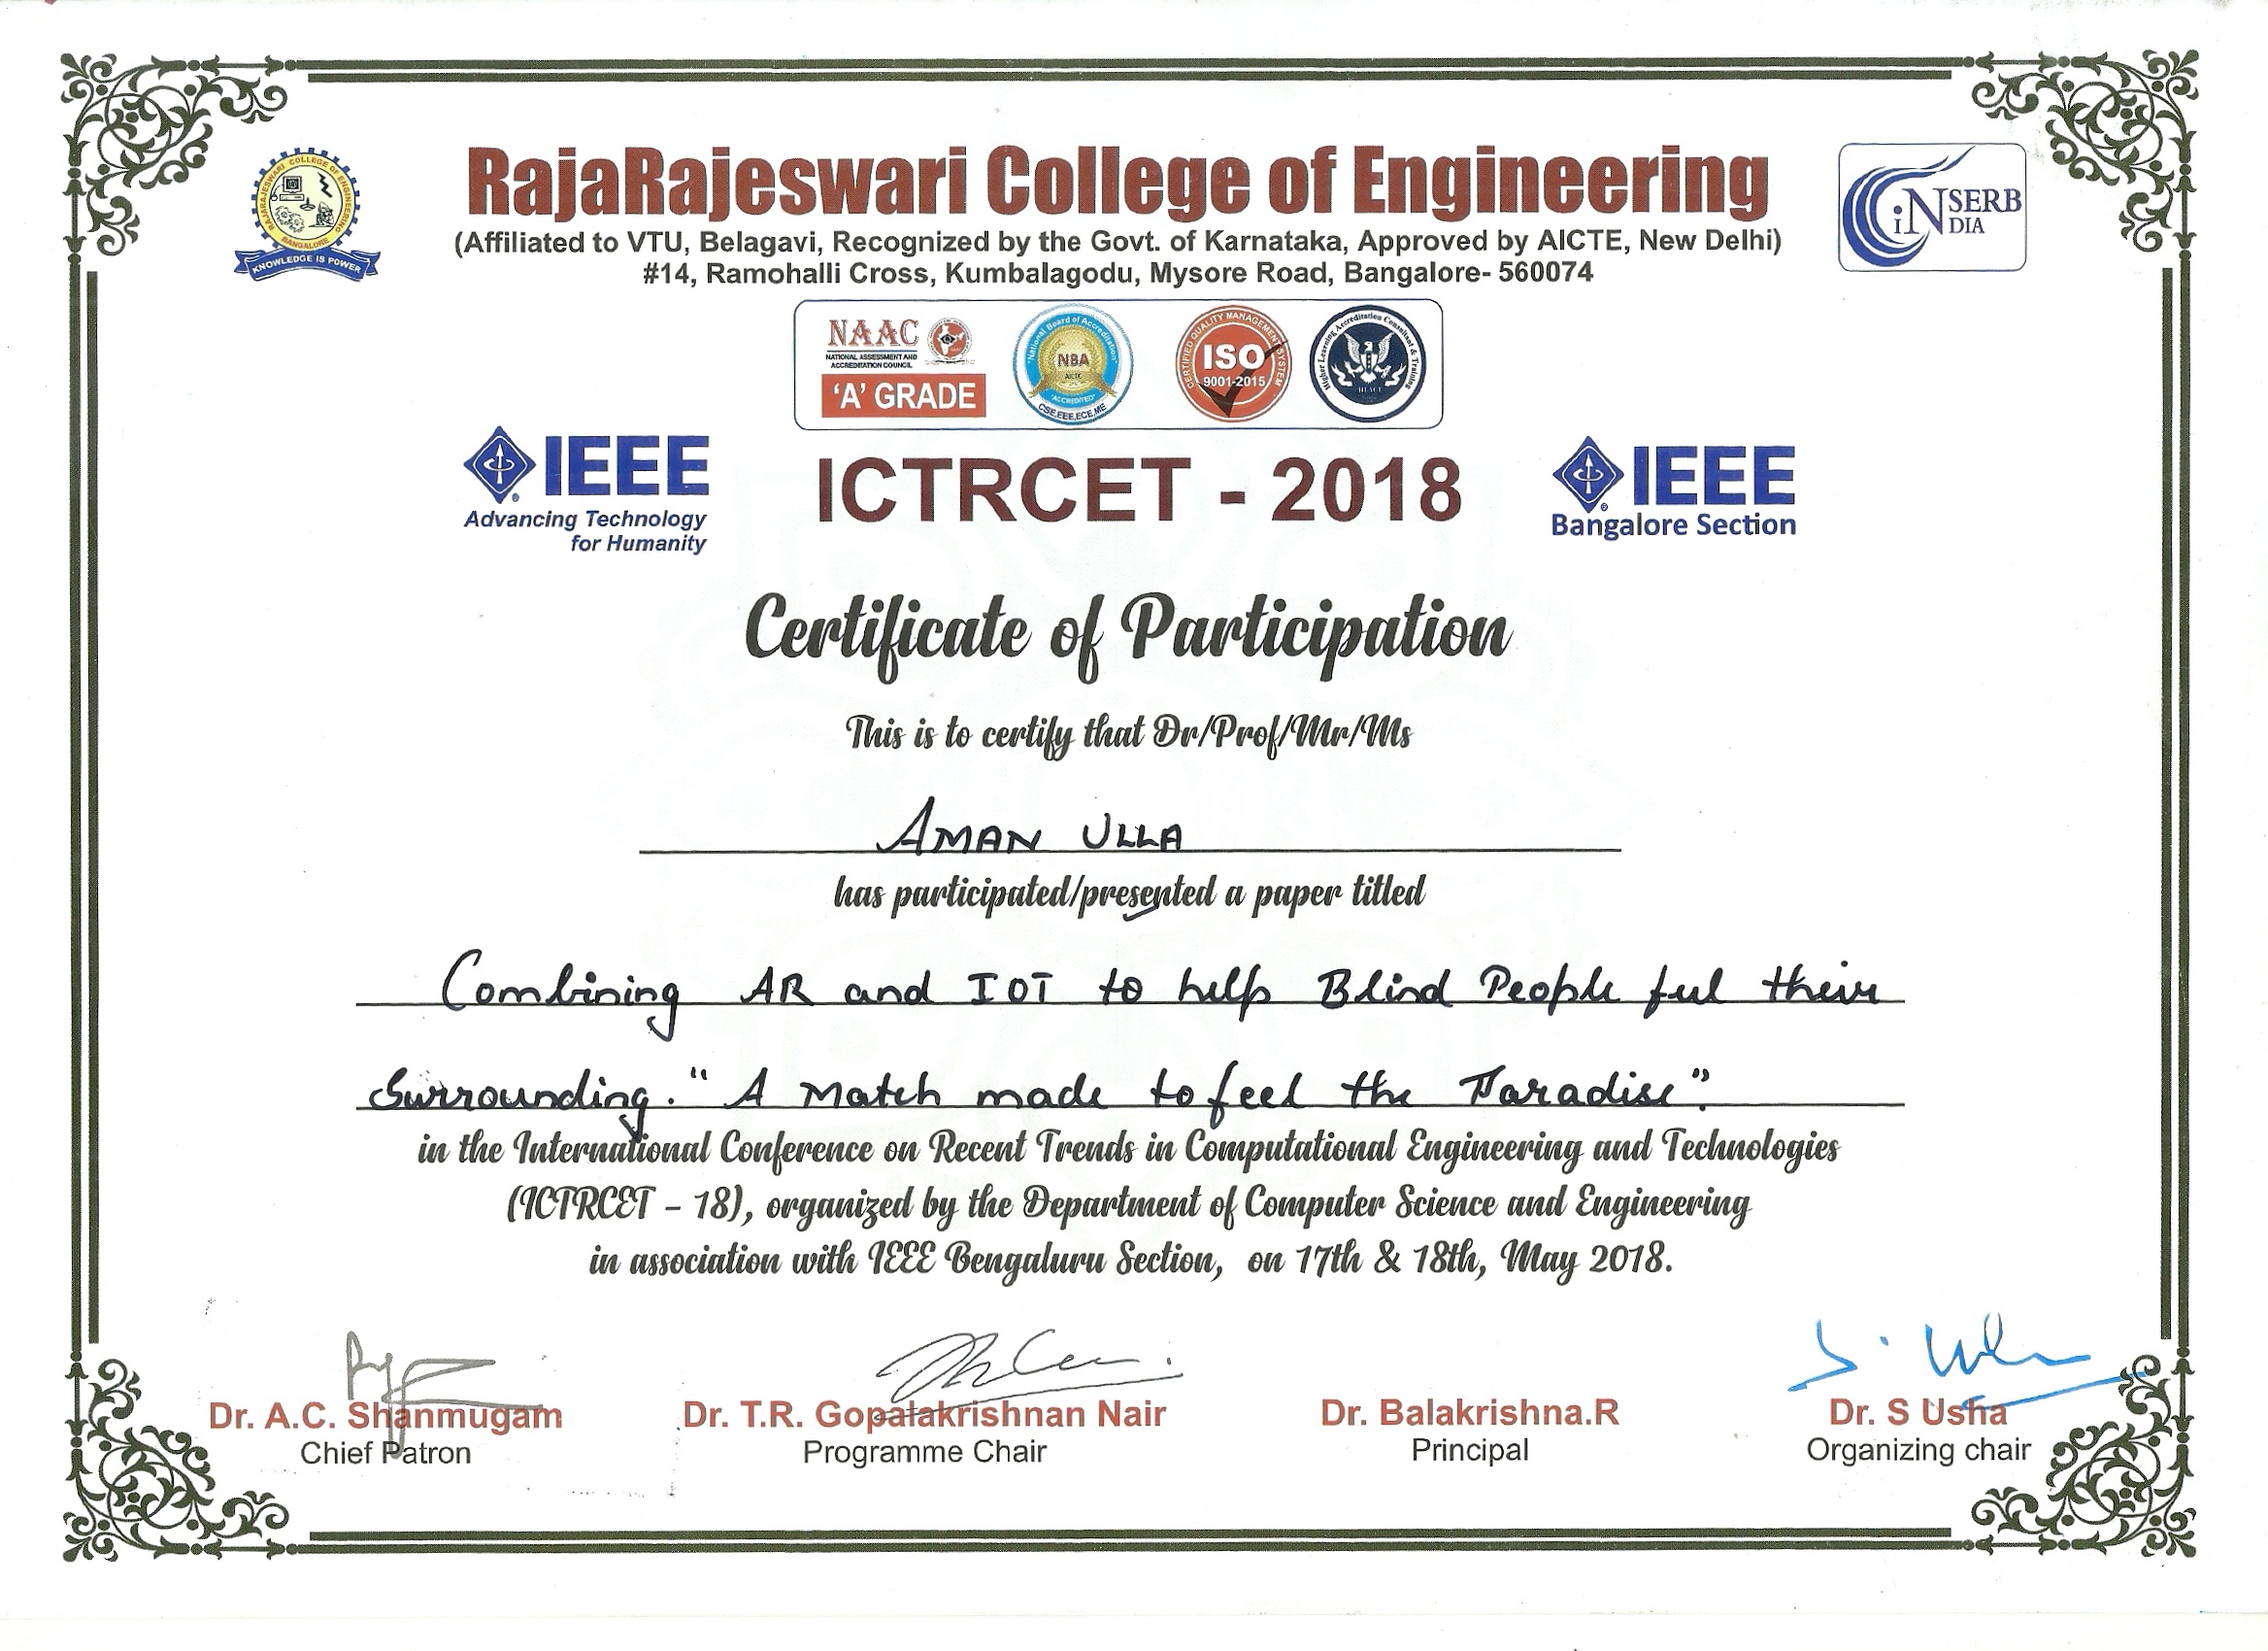 RajaRajeswari College of Engineering
(Affiliated to VTU, Belagavi, Recognized by the Govt. of Karnataka, Approved by AICTE, New Delhi)
#14, Ramohalli Cross, Kumbalagodu, Mysore Road, Bangalore- 560074
RAJARAJESWARI COLLEGE OF ENGINEERING
BANGALORE
KNOWLEDGE IS POWER
iNSERB
DIA
NAAC
NATIONAL ASSESSMENT AND
ACCREDITATION COUNCIL
'A' GRADE
National Board of Accreditation
NBA
AICTE
"ACCREDITED"
CSE,EEE,ECE,ME
CERTIFIED QUALITY MANAGEMENT SYSTEM
ISO
9001-2015
Higher Learning Accreditation Consultant & Training
IEEE
Advancing Technology
for Humanity
ICTRCET - 2018
IEEE
Bangalore Section
Certificate of Participation
This is to certify that Dr/Prof/Mr/Ms
AMAN ULLA
has participated/presented a paper titled
Combining AR and IOT to help Blind People feel their
Surrounding. "A Match made to feel the Paradise".
in the International Conference on Recent Trends in Computational Engineering and Technologies
(ICTRCET - 18), organized by the Department of Computer Science and Engineering
in association with IEEE Bengaluru Section, on 17th & 18th, May 2018.
Dr. A.C. Shanmugam
Chief Patron
Dr. T.R. Gopalakrishnan Nair
Programme Chair
Dr. Balakrishna.R
Principal
Dr. S Usha
Organizing chair